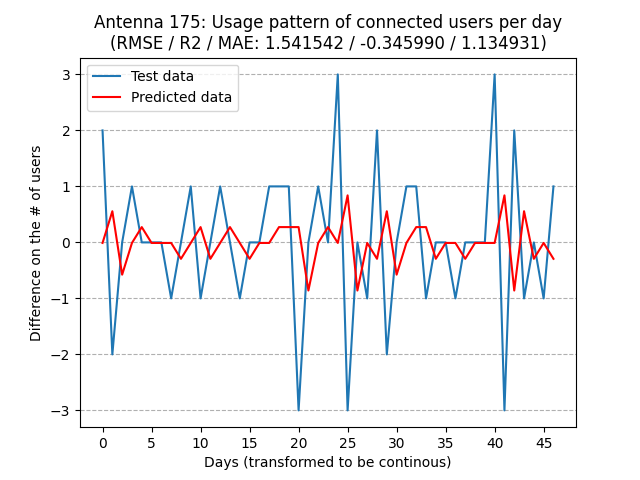 Antenna 175: Usage pattern of connected users per day
(RMSE / R2 / MAE: 1.541542 / -0.345990 / 1.134931)
Test data
Predicted data
Difference on the # of users
3
2
1
0
−1
−2
−3
0 5 10 15 20 25 30 35 40 45
Days (transformed to be continous)